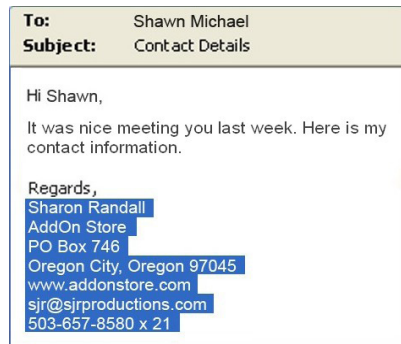 To: Shawn Michael
Subject: Contact Details
Hi Shawn,
It was nice meeting you last week. Here is my
contact information.
Regards,
Sharon Randall
AddOn Store
PO Box 746
Oregon City, Oregon 97045
www.addonstore.com
sjr@sjrproductions.com
503-657-8580 x 21